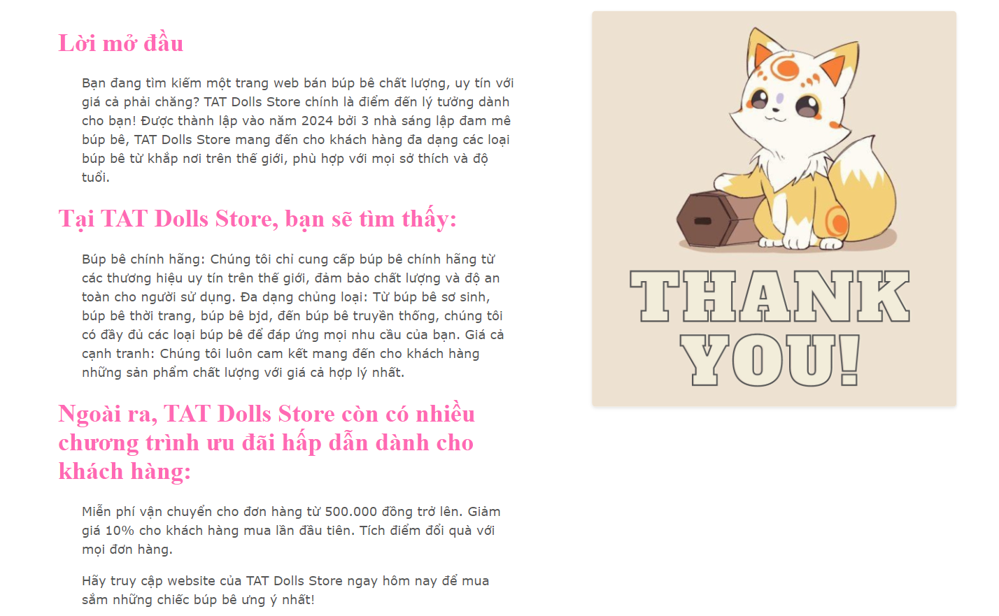 Lời mở đầu
Bạn đang tìm kiếm một trang web bán búp bê chất lượng, uy tín với
giá cả phải chăng? TAT Dolls Store chính là điểm đến lý tưởng dành
cho bạn! Được thành lập vào năm 2024 bởi 3 nhà sáng lập đam mê
búp bê, TAT Dolls Store mang đến cho khách hàng đa dạng các loại
búp bê từ khắp nơi trên thế giới, phù hợp với mọi sở thích và độ
tuổi.
Tại TAT Dolls Store, bạn sẽ tìm thấy:
Búp bê chính hãng: Chúng tôi chỉ cung cấp búp bê chính hãng từ
các thương hiệu uy tín trên thế giới, đảm bảo chất lượng và độ an
toàn cho người sử dụng. Đa dạng chủng loại: Từ búp bê sơ sinh,
búp bê thời trang, búp bê bjd, đến búp bê truyền thống, chúng tôi
có đầy đủ các loại búp bê để đáp ứng mọi nhu cầu của bạn. Giá cả
cạnh tranh: Chúng tôi luôn cam kết mang đến cho khách hàng
những sản phẩm chất lượng với giá cả hợp lý nhất.
Ngoài ra, TAT Dolls Store còn có nhiều
chương trình ưu đãi hấp dẫn dành cho
khách hàng:
Miễn phí vận chuyển cho đơn hàng từ 500.000 đồng trở lên. Giảm
giá 10% cho khách hàng mua lần đầu tiên. Tích điểm đổi quà với
mọi đơn hàng.
Hãy truy cập website của TAT Dolls Store ngay hôm nay để mua
sắm những chiếc búp bê ưng ý nhất!
THANK
YOU!